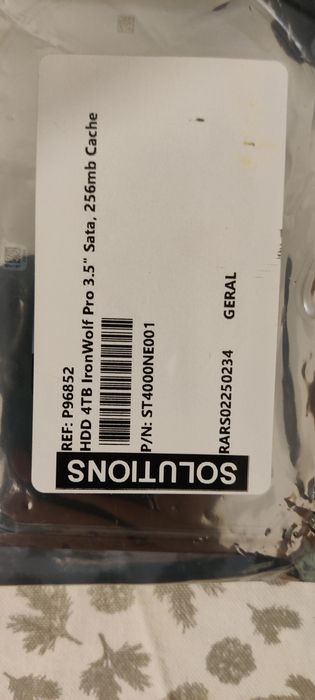 REF: P96852
HDD 4TB IronWolf Pro 3.5" Sata, 256mb Cache
P/N: ST4000NE001
RARS02250234 GERAL
SOLUTIONS